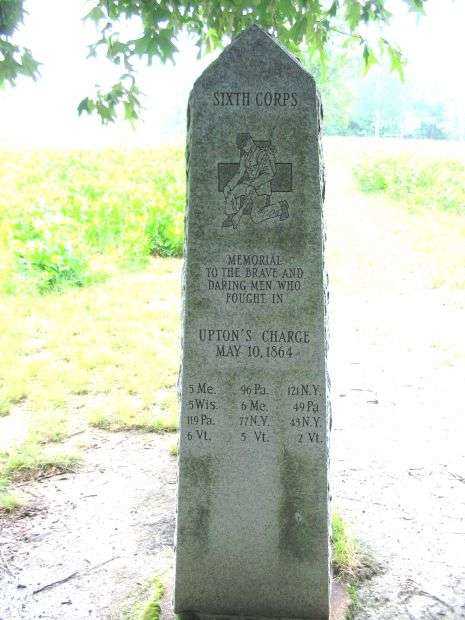 SIXTH CORPS
MEMORIAL
TO THE BRAVE AND
DARING MEN WHO
FOUGHT IN
UPTON'S CHARGE
MAY 10, 1864
5 Me. 96 Pa. 121 N.Y.
5 Wis. 6 Me. 49 Pa
119 Pa. 77 N.Y. 43 N.Y.
6 Vt. 5 Vt. 2 Vt.